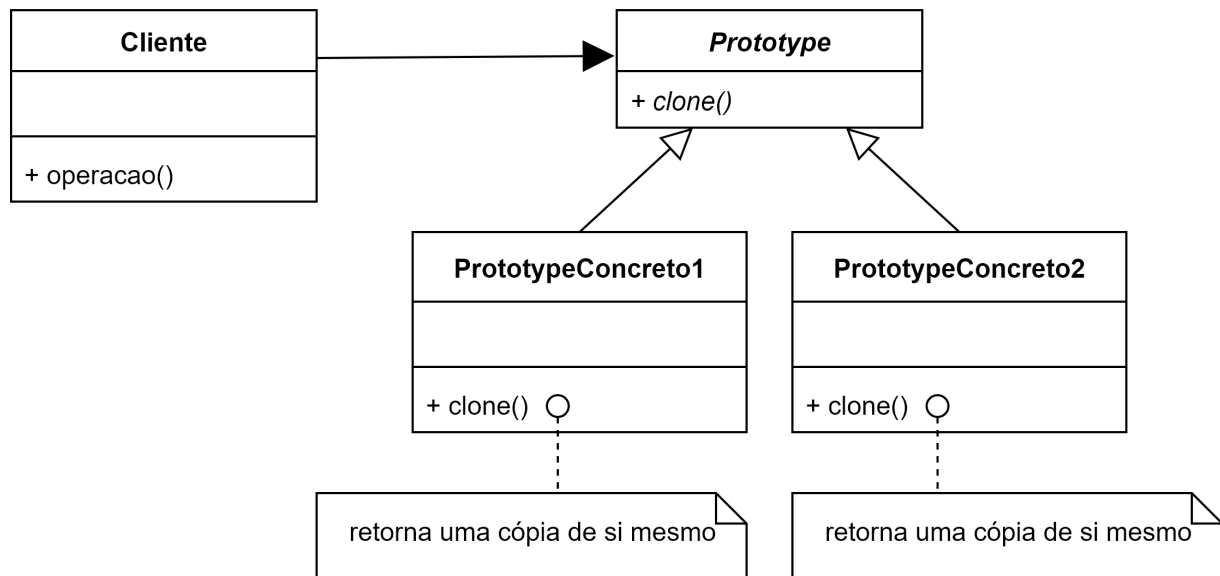 Cliente
Prototype
+ clone()
+ operacao()
PrototypeConcreto1
PrototypeConcreto2
+ clone()
+ clone()
retorna uma cópia de si mesmo
retorna uma cópia de si mesmo